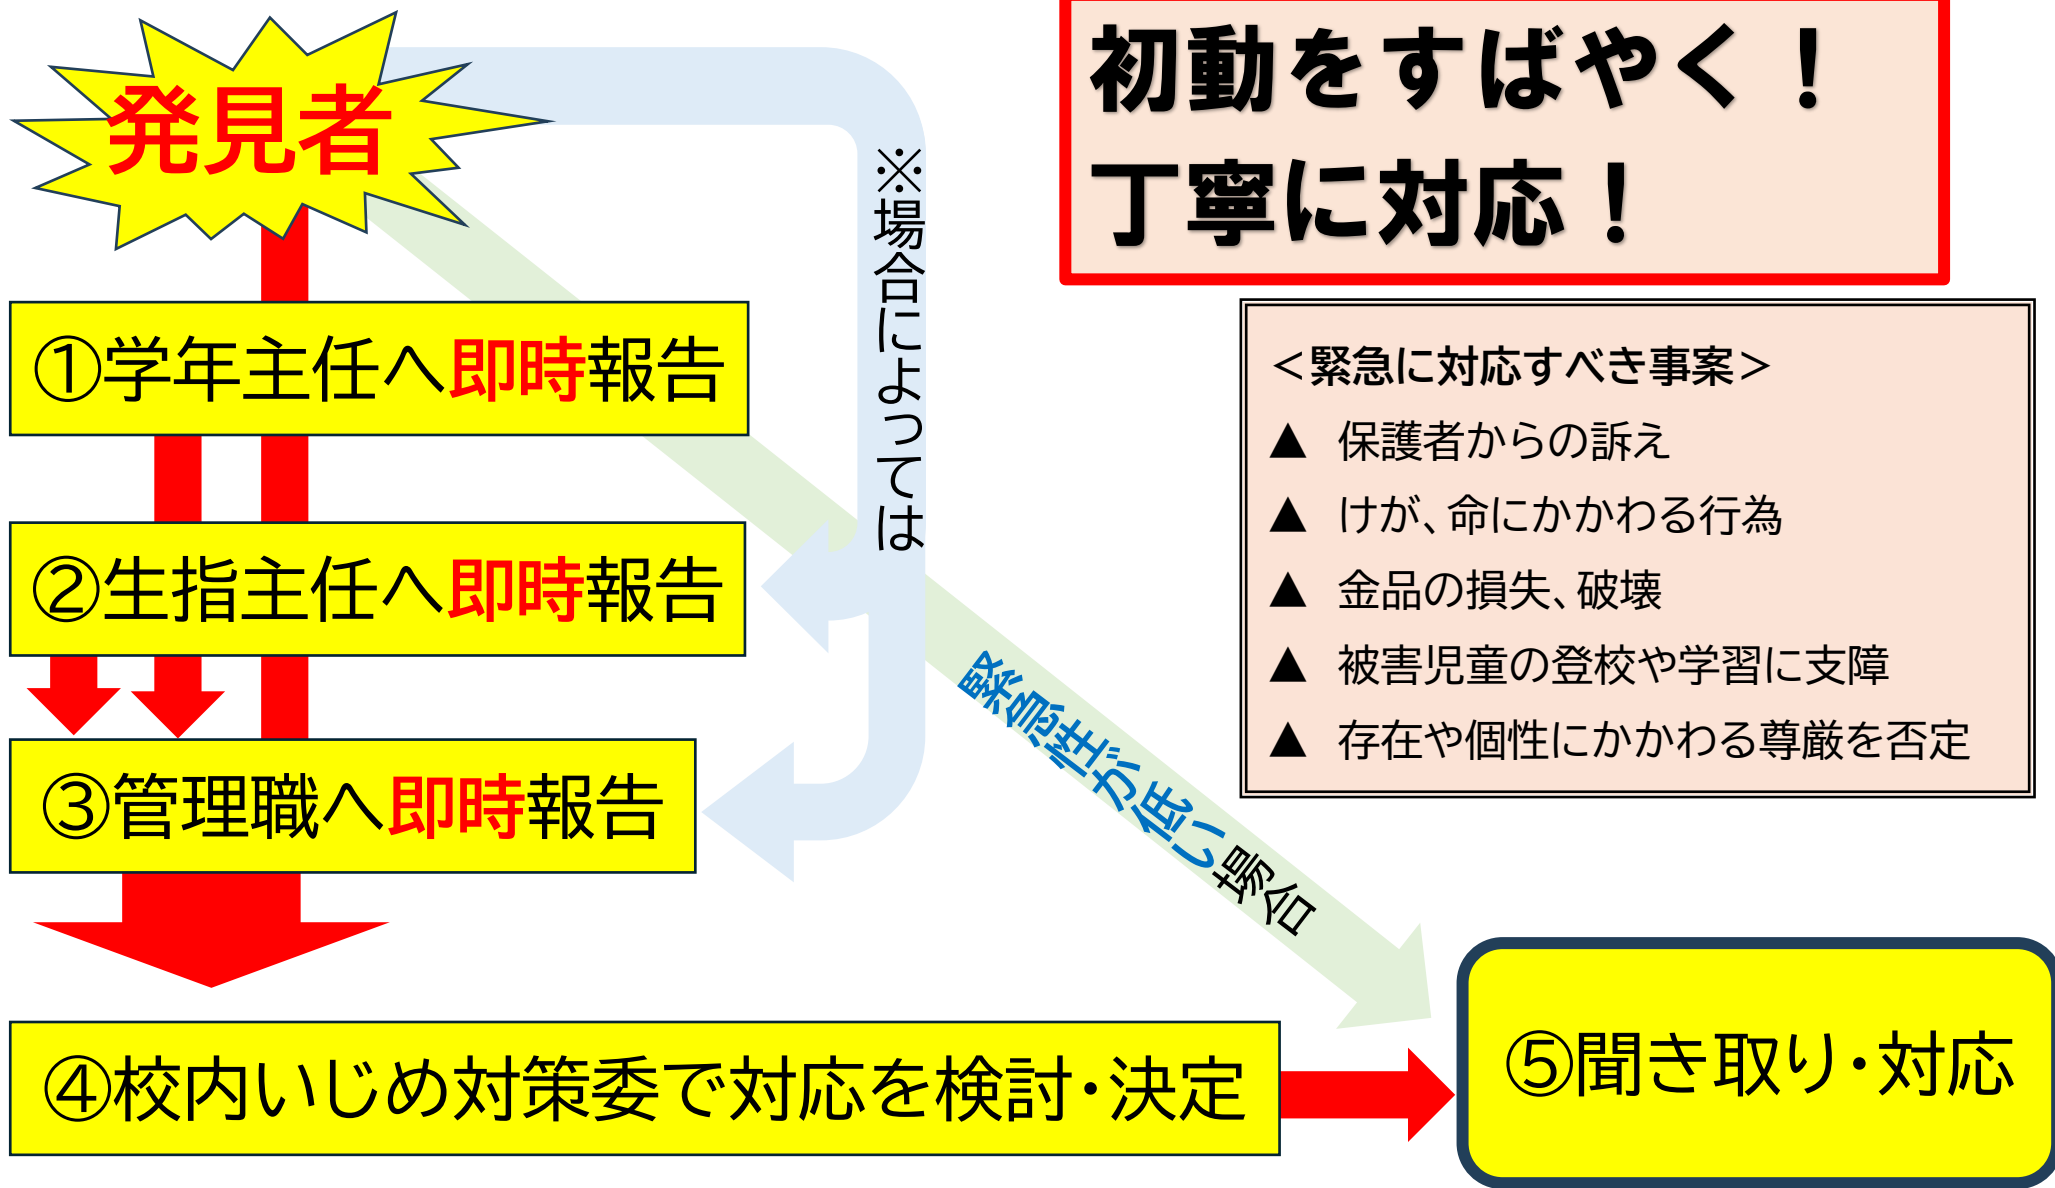 発見者
初動をすばやく！
丁寧に対応！
※場合によっては
①学年主任へ即時報告
②生指主任へ即時報告
③管理職へ即時報告
＜緊急に対応すべき事案＞
▲ 保護者からの訴え
▲ けが、命にかかわる行為
▲ 金品の損失、破壊
▲ 被害児童の登校や学習に支障
▲ 存在や個性にかかわる尊厳を否定
緊急性が低い場合
④校内いじめ対策委で対応を検討・決定
⑤聞き取り・対応